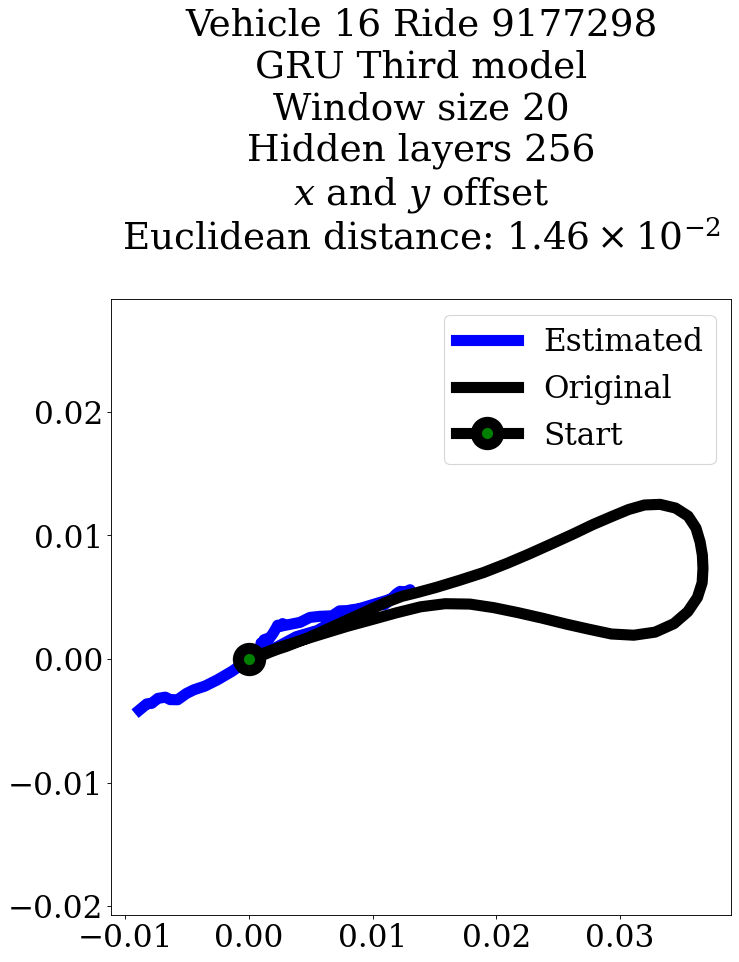 Vehicle 16 Ride 9177298
GRU Third model
Window size 20
Hidden layers 256
x and y offset
Euclidean distance: 1.46 × 10⁻²
Estimated
Original
Start
0.02
0.01
0.00
−0.01
−0.02
−0.01 0.00 0.01 0.02 0.03